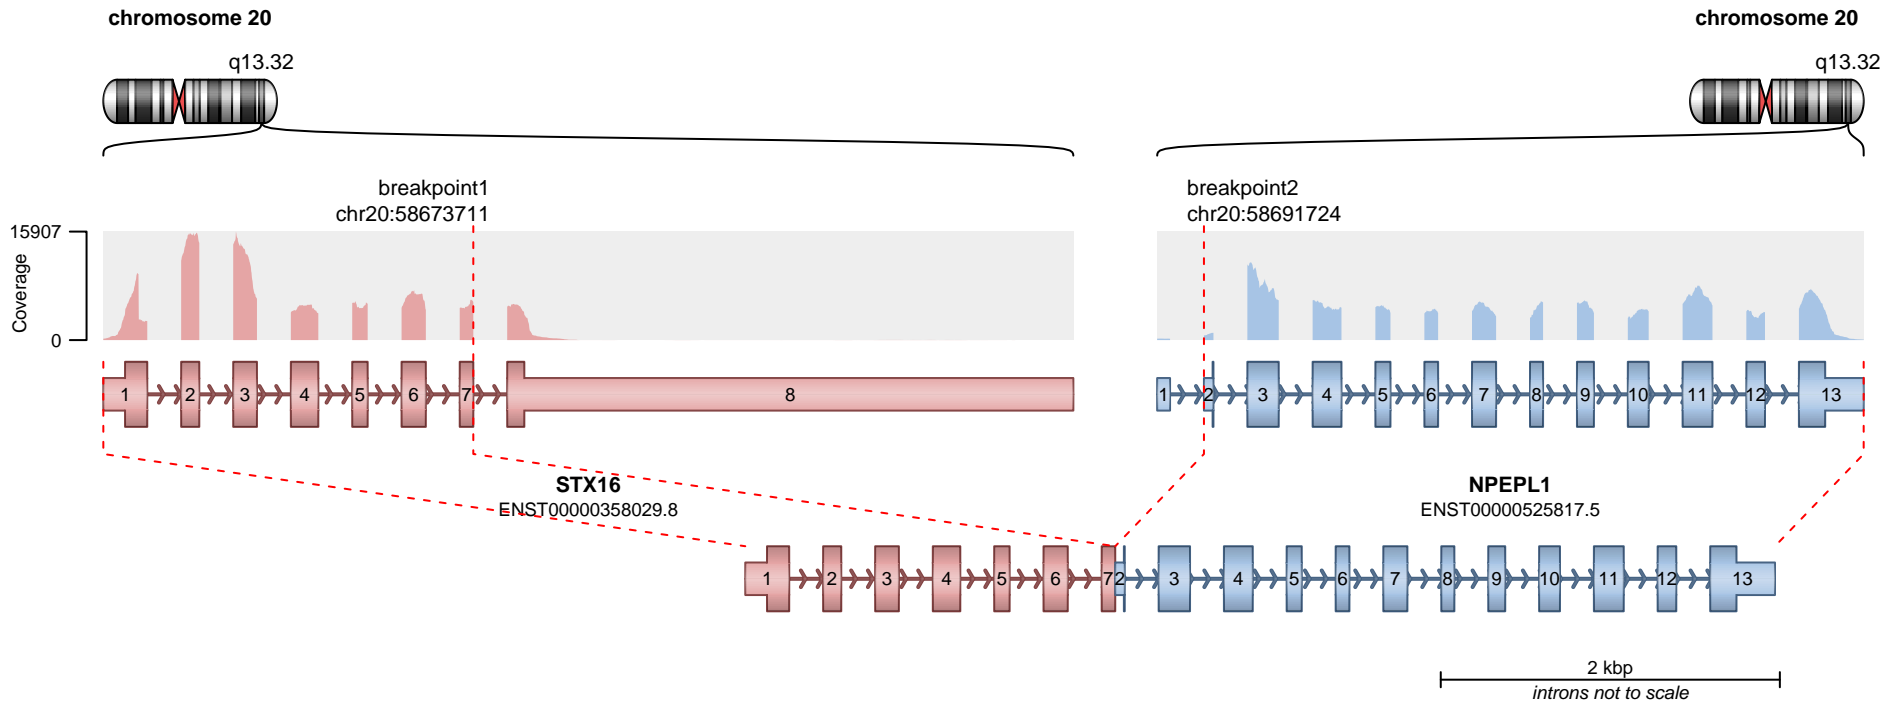 chromosome 20
chromosome 20
q13.32
q13.32
breakpoint1
chr20:58673711
breakpoint2
chr20:58691724
15907
Coverage
0
1 2 3 4 5 6 7 8
1 2 3 4 5 6 7 8 9 10 11 12 13
STX16
ENST00000358029.8
NPEPL1
ENST00000525817.5
1 2 3 4 5 6 7 2 3 4 5 6 7 8 9 10 11 12 13
2 kbp
introns not to scale